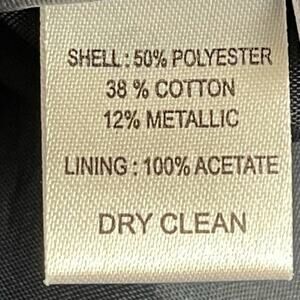 SHELL : 50% POLYESTER
38 % COTTON
12% METALLIC
LINING : 100% ACETATE
DRY CLEAN